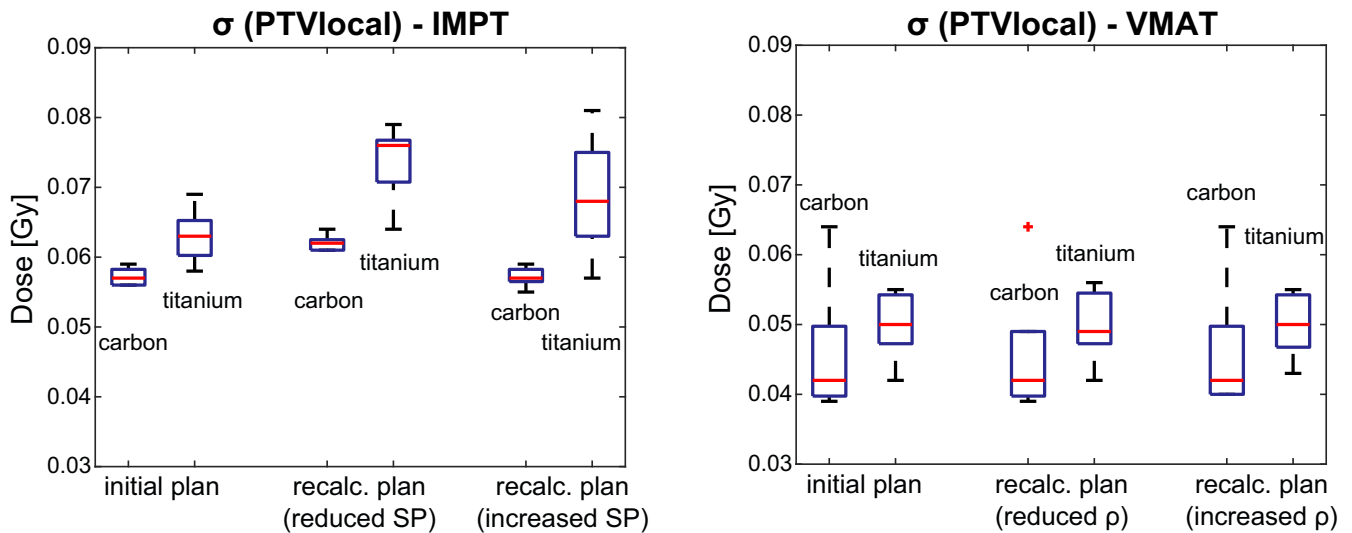 σ (PTVlocal) - IMPT
Dose [Gy]
0.09
0.08
0.07
0.06
0.05
0.04
0.03
carbon
titanium
carbon
titanium
carbon
titanium
initial plan
recalc. plan
(reduced SP)
recalc. plan
(increased SP)
σ (PTVlocal) - VMAT
Dose [Gy]
0.09
0.08
0.07
0.06
0.05
0.04
0.03
carbon
titanium
carbon
titanium
carbon
titanium
initial plan
recalc. plan
(reduced ρ)
recalc. plan
(increased ρ)